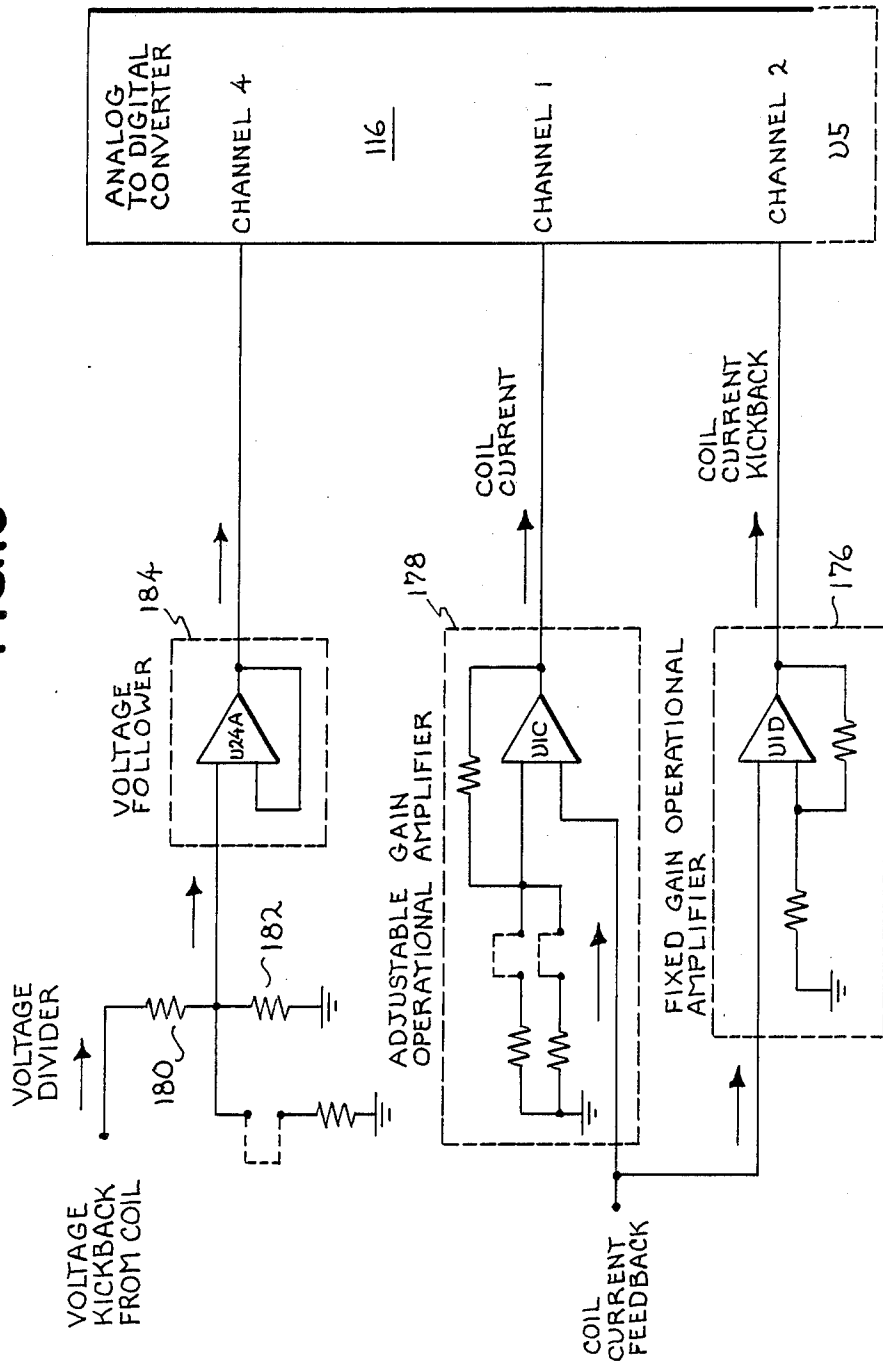 ANALOG
TO DIGITAL
CONVERTER
CHANNEL 4
116
CHANNEL 1
CHANNEL 2
U5
184
VOLTAGE
FOLLOWER
U24A
VOLTAGE
DIVIDER
180
182
VOLTAGE
KICKBACK
FROM COIL
178
COIL
CURRENT
ADJUSTABLE GAIN
OPERATIONAL AMPLIFIER
U1C
COIL
CURRENT
KICKBACK
176
FIXED GAIN OPERATIONAL
AMPLIFIER
U1D
COIL
CURRENT
FEEDBACK